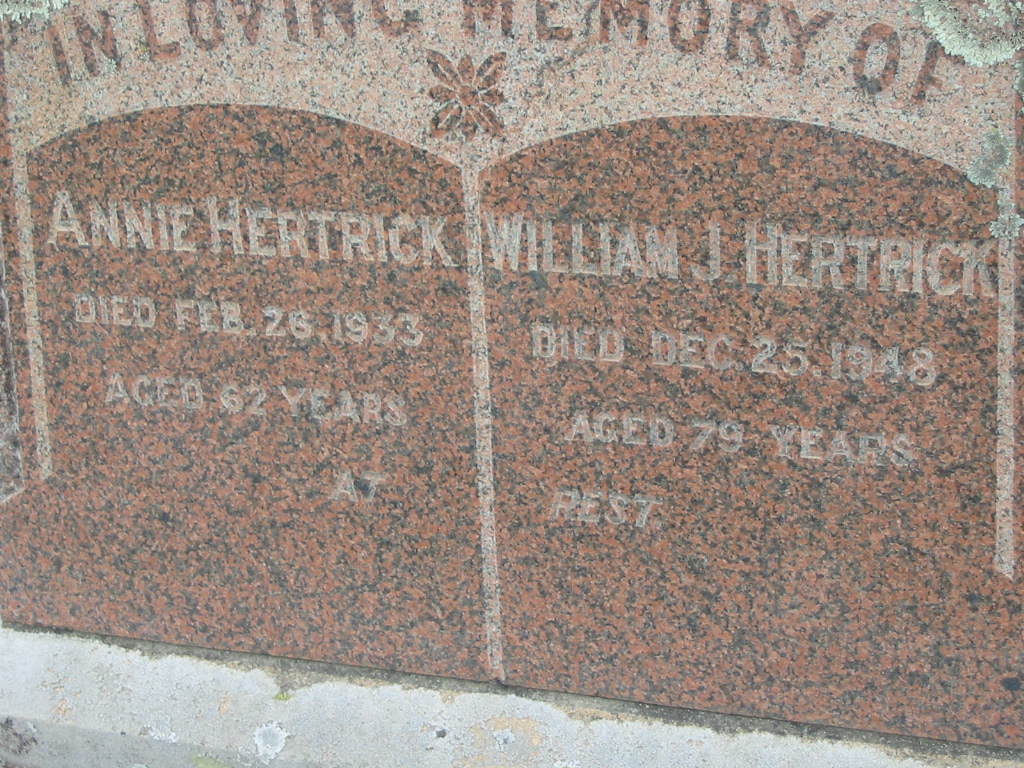 IN LOVING MEMORY OF
ANNIE HERTRICK
DIED FEB. 26.1933
AGED 62 YEARS
WILLIAM J. HERTRICK
DIED DEC. 25.1948
AGED 79 YEARS
AT REST.